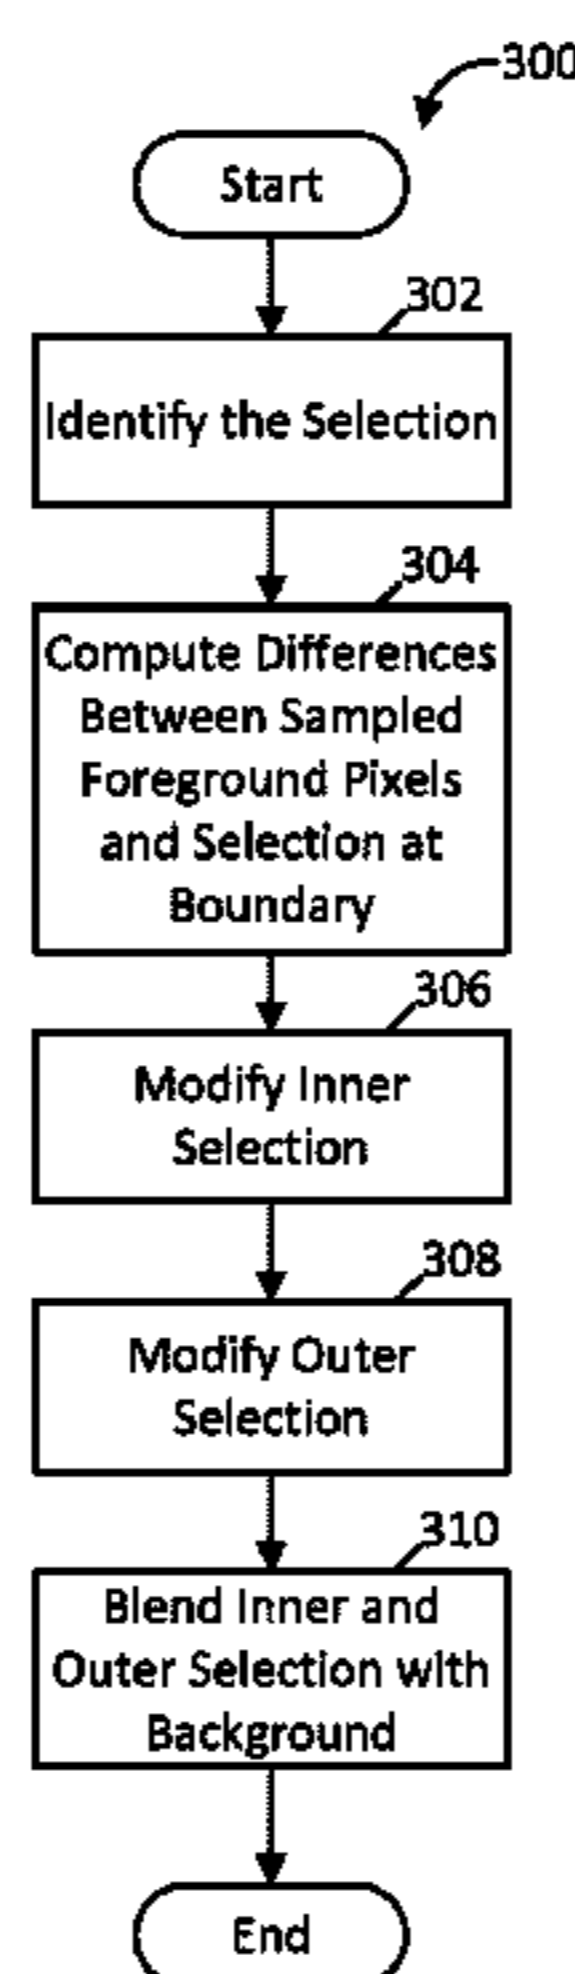 300
Start
302
Identify the Selection
304
Compute Differences
Between Sampled
Foreground Pixels
and Selection at
Boundary
306
Modify Inner
Selection
308
Modify Outer
Selection
310
Blend Inner and
Outer Selection with
Background
End